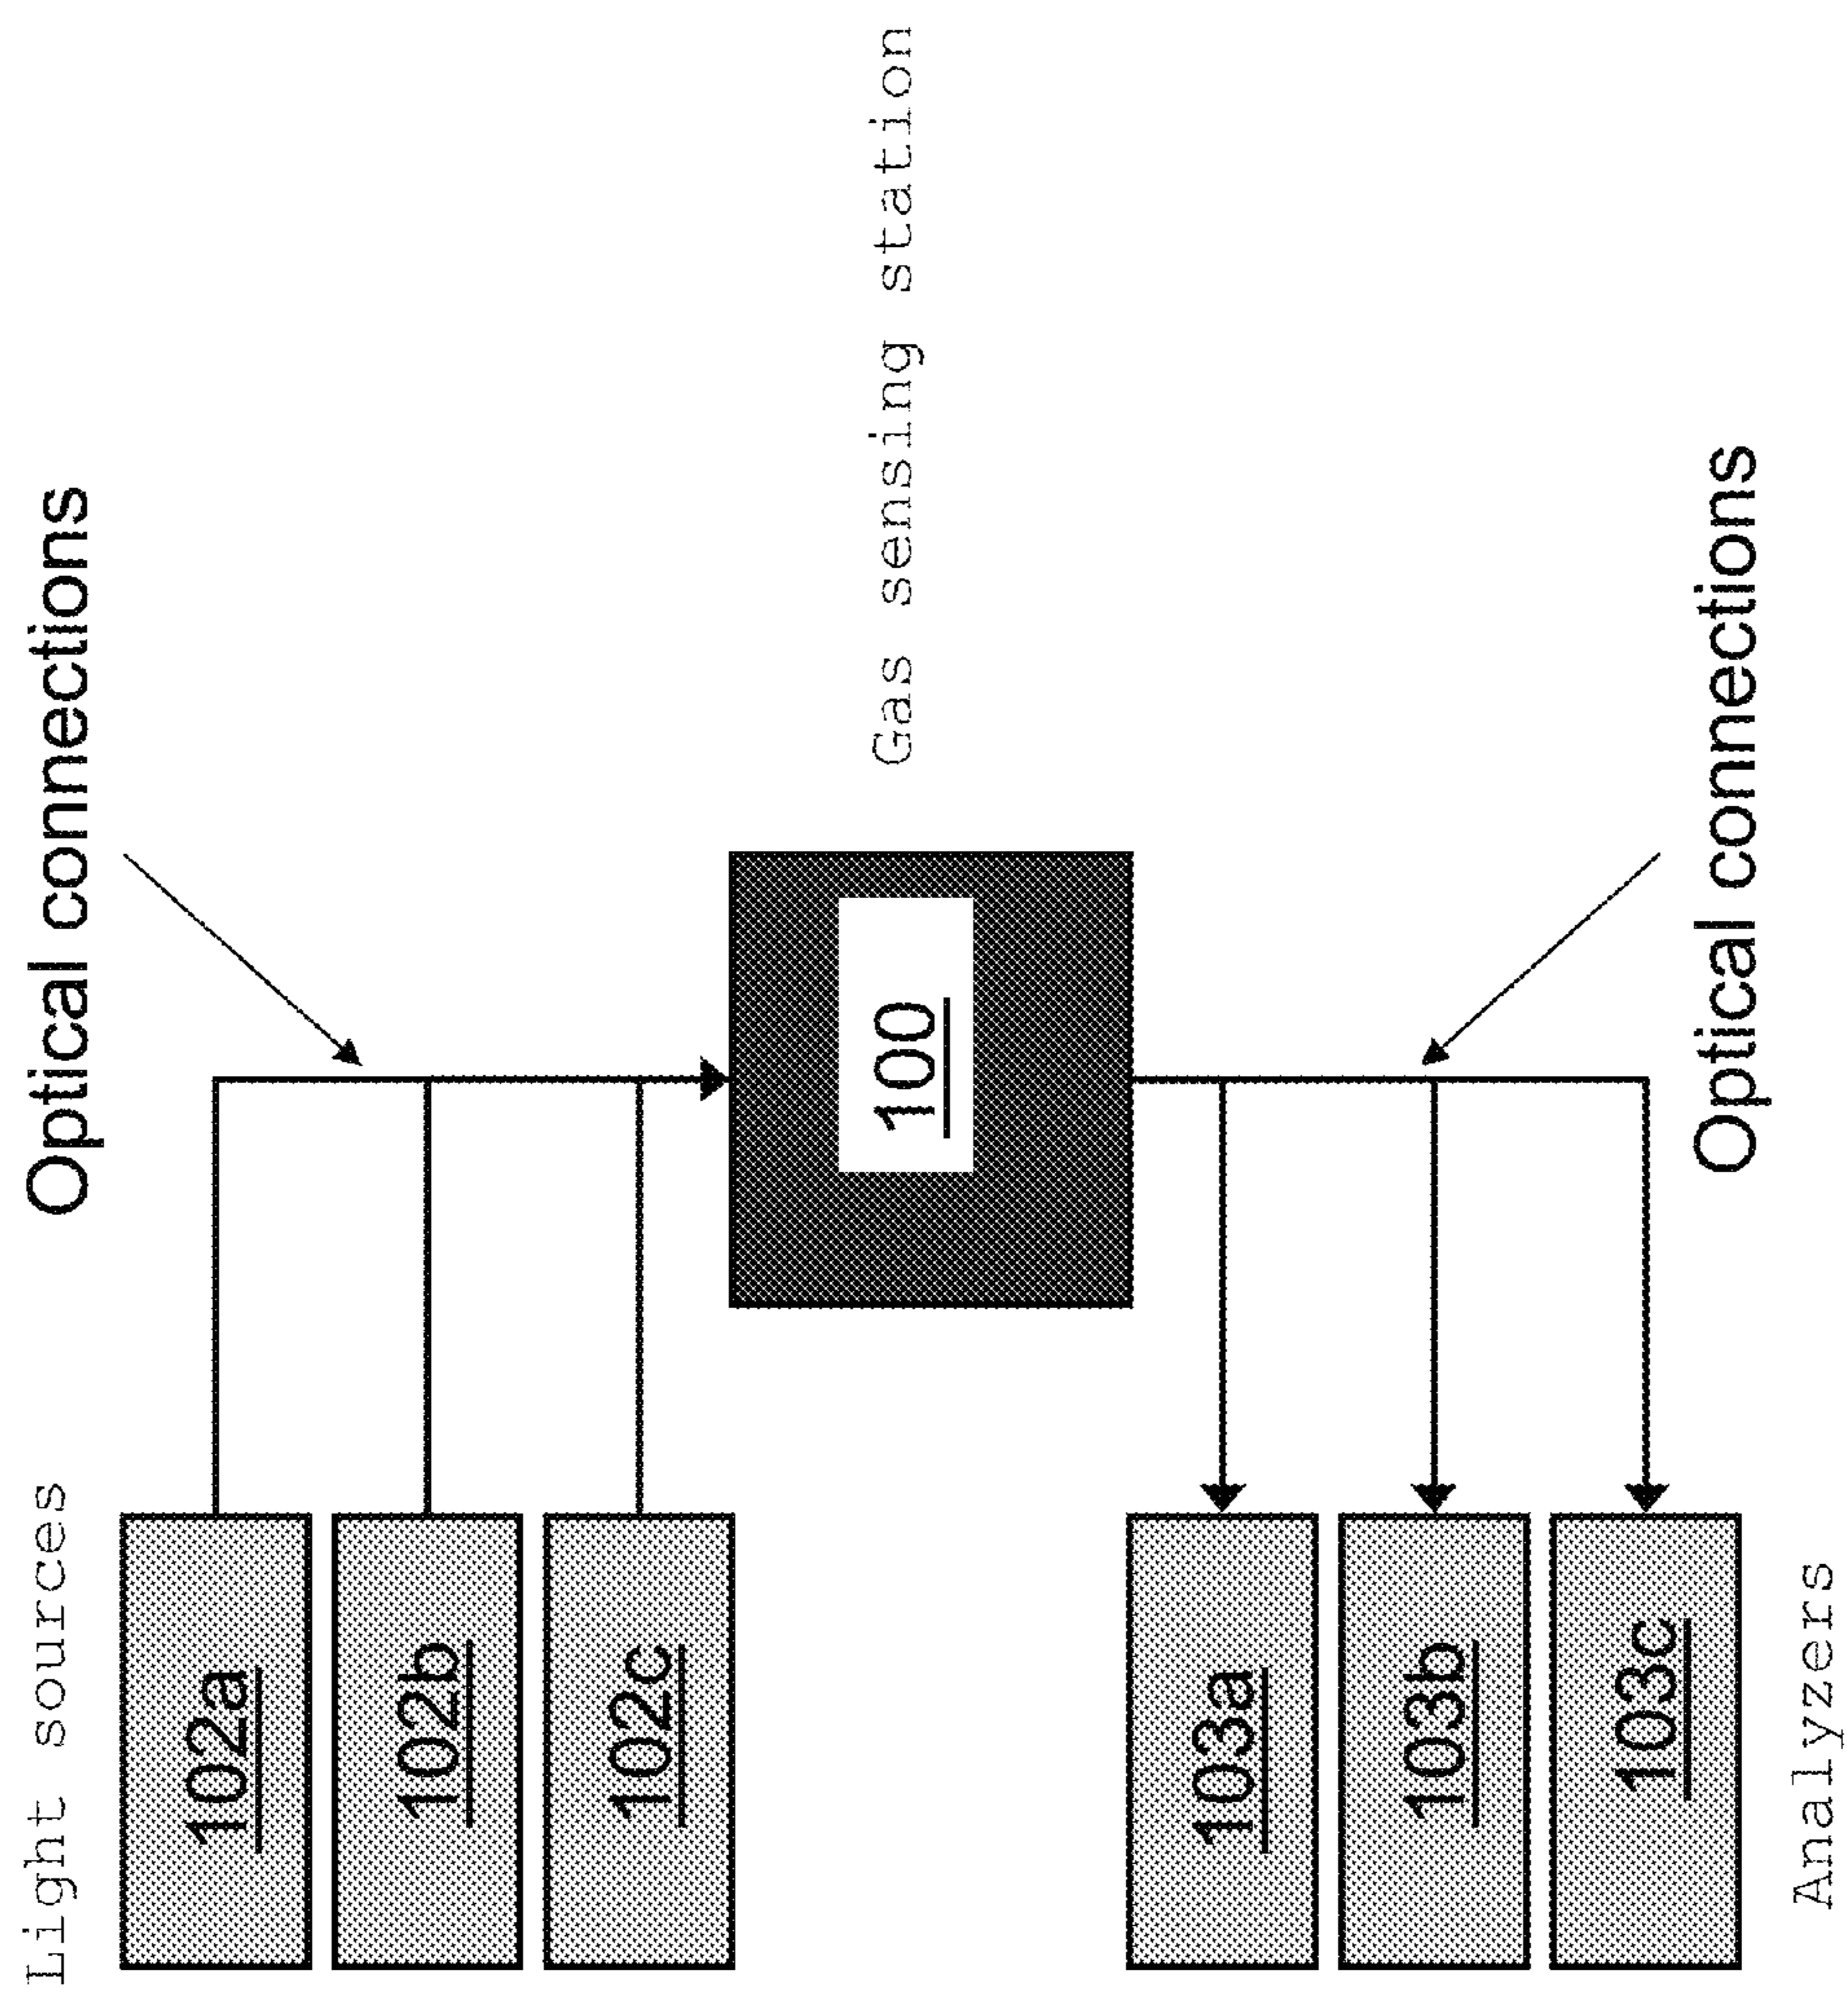 Light sources
Optical connections
102a
102b
102c
100
Gas sensing station
103a
103b
103c
Analyzers
Optical connections